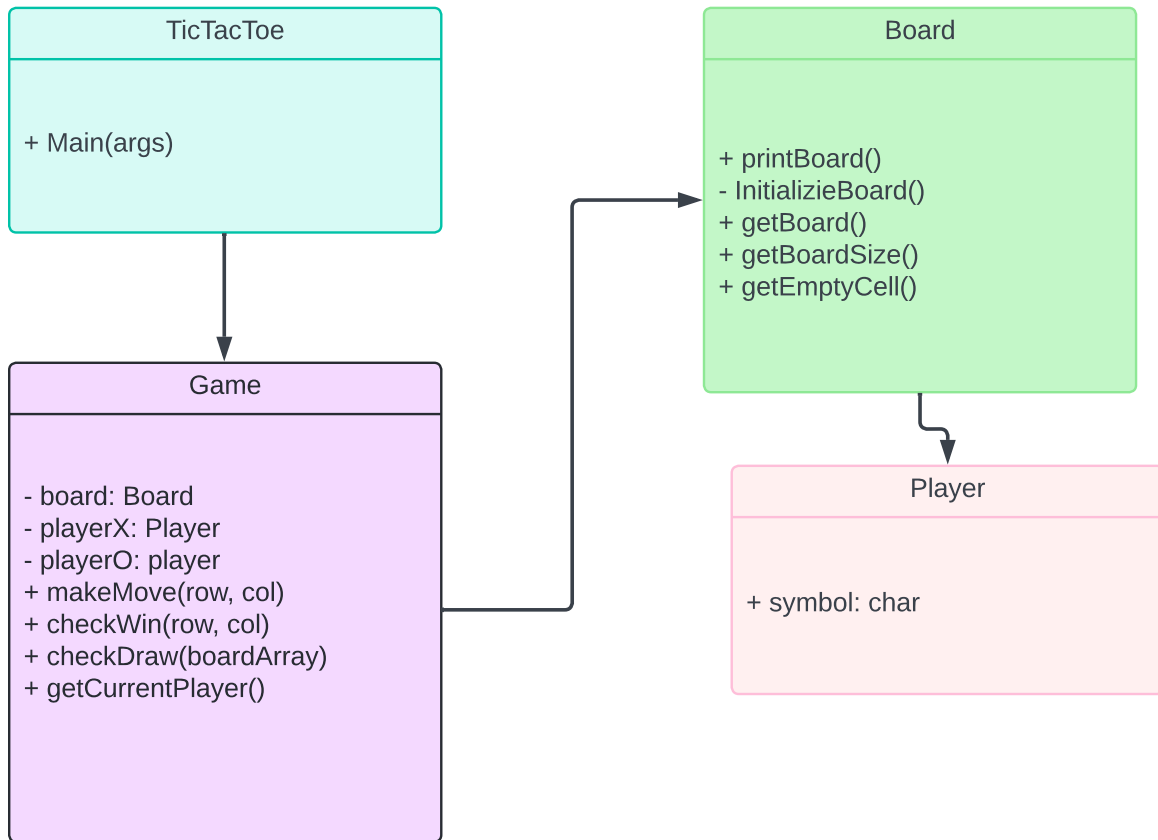 TicTacToe
+ Main(args)
Board
+ printBoard()
- InitializieBoard()
+ getBoard()
+ getBoardSize()
+ getEmptyCell()
Game
- board: Board
- playerX: Player
- playerO: player
+ makeMove(row, col)
+ checkWin(row, col)
+ checkDraw(boardArray)
+ getCurrentPlayer()
Player
+ symbol: char